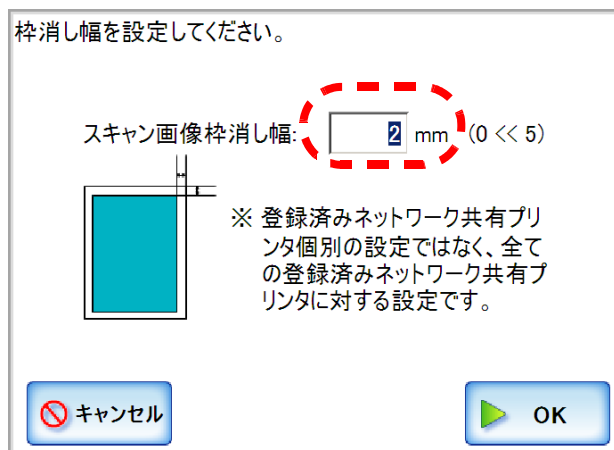 枠消し幅を設定してください。
スキャン画像枠消し幅: 2 mm (0 << 5)
※ 登録済みネットワーク共有プリ
ンタ個別の設定ではなく、全て
の登録済みネットワーク共有プ
リンタに対する設定です。
キャンセル
OK